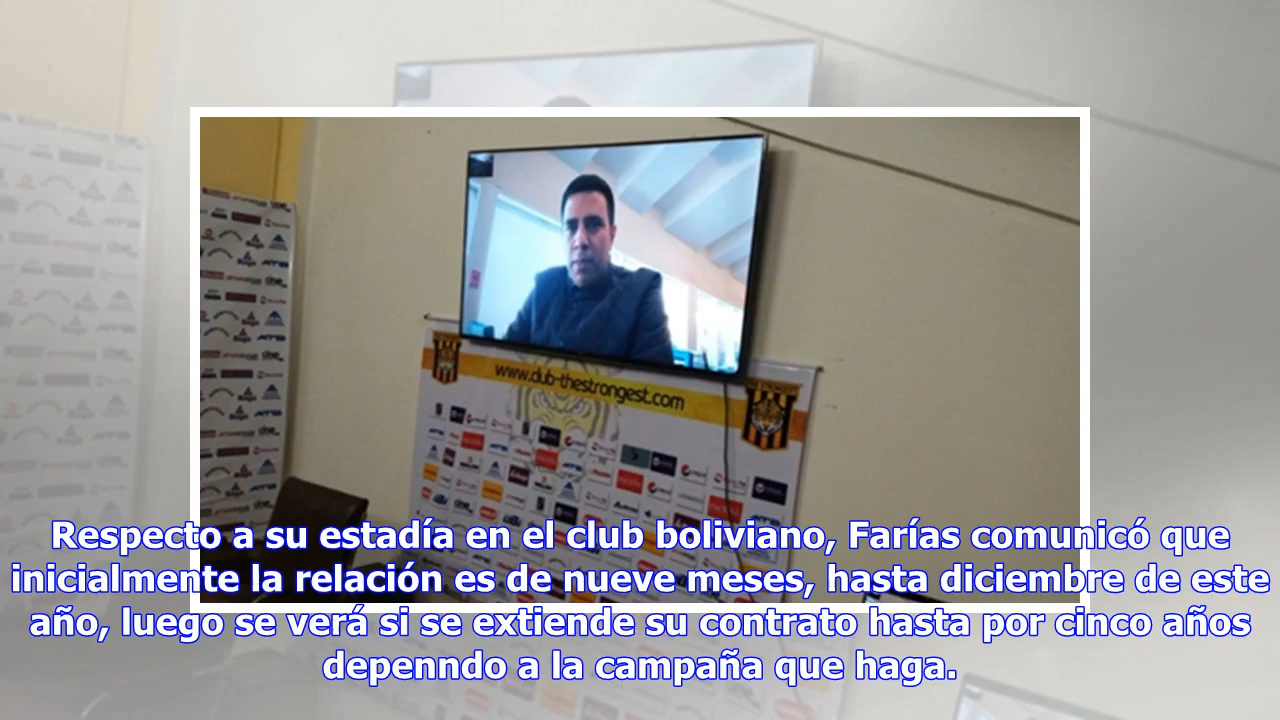 www.club-thestrongest.com
Respecto a su estadía en el club boliviano, Farías comunicó que
inicialmente la relación es de nueve meses, hasta diciembre de este
año, luego se verá si se extiende su contrato hasta por cinco años
depenndo a la campaña que haga.